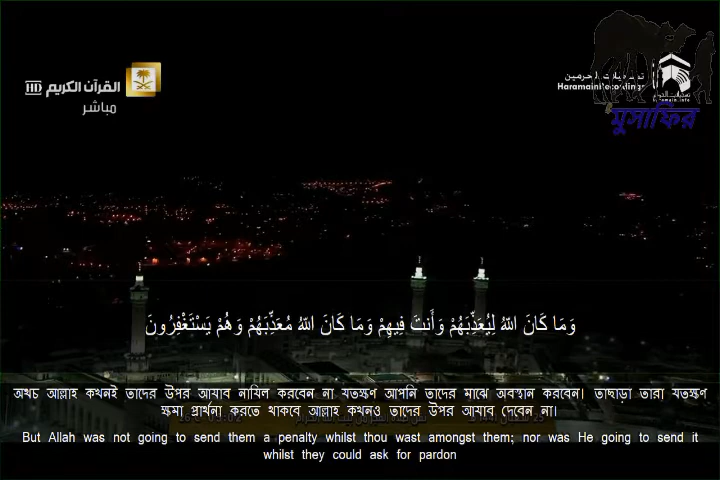 القرآن الكريم HD
مباشر
Haramain
مুসাফির
وَمَا كَانَ اللَّهُ لِيُعَذِّبَهُمْ وَأَنتَ فِيهِمْ وَمَا كَانَ اللَّهُ مُعَذِّبَهُمْ وَهُمْ يَسْتَغْفِرُونَ
অথচ আল্লাহ কখনই তাদের উপর আযাব নাযিল করবেন না যতক্ষণ আপনি তাদের মাঝে অবস্থান করবেন। তাছাড়া তারা যতক্ষণ
ক্ষমা প্রার্থনা করতে থাকবে আল্লাহ কখনও তাদের উপর আযাব দেবেন না।
But Allah was not going to send them a penalty whilst thou wast amongst them; nor was He going to send it
whilst they could ask for pardon